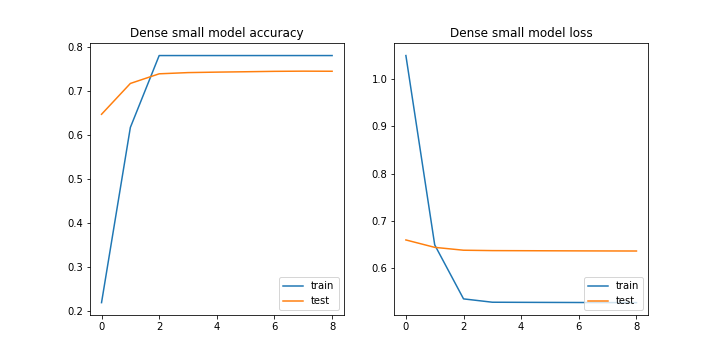 Dense small model accuracy
0.8
0.7
0.6
0.5
0.4
0.3
0.2
0 2 4 6 8
train
test
Dense small model loss
1.0
0.9
0.8
0.7
0.6
0 2 4 6 8
train
test